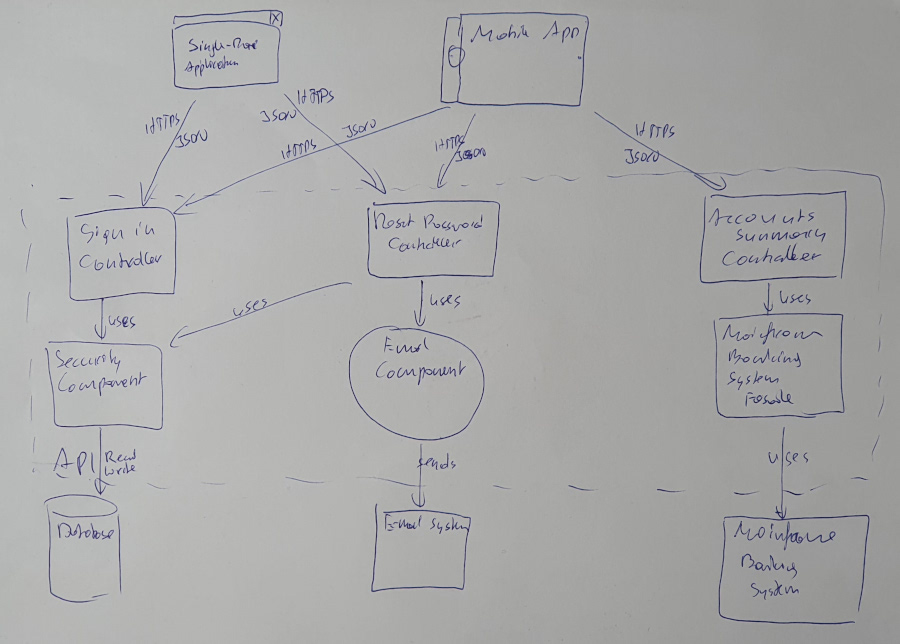 X
Single-Page
Application
Mobile App
HTTPS
JSON
HTTPS
JSON
HTTPS
JSON
HTTPS
JSON
HTTPS
JSON
Sign in
Controller
Reset Password
Controller
Accounts
Summary
Controller
uses
uses
uses
uses
Security
Component
E-mail
Component
Mainframe
Banking
System
Facade
API
Read
Write
sends
uses
Database
E-mail System
Mainframe
Banking
System